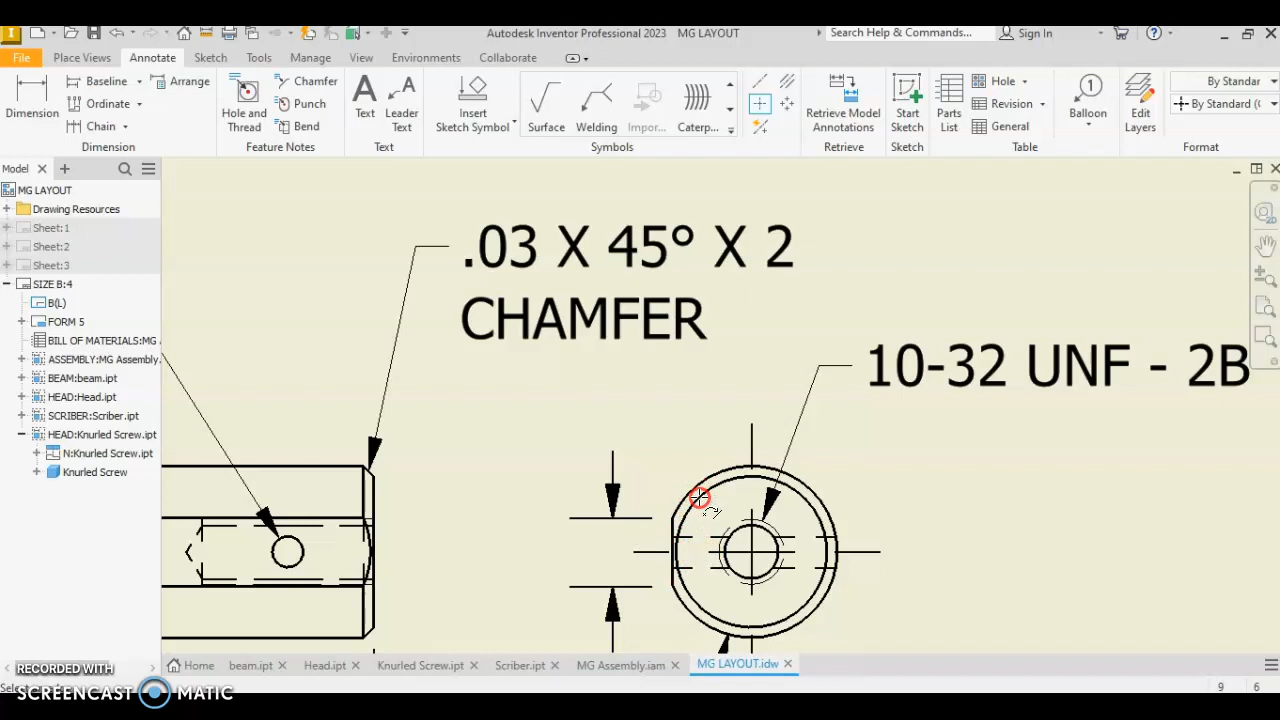 Autodesk Inventor Professional 2023 MG LAYOUT
Search Help & Commands...
Sign In
File Place Views Annotate Sketch Tools Manage View Environments Collaborate
Dimension
Baseline
Ordinate
Chain
Arrange
Dimension
Hole and Thread
Chamfer
Punch
Bend
Feature Notes
Text
Leader Text
Text
Insert Sketch Symbol
Surface
Welding
Impor...
Caterp...
Symbols
Retrieve Model Annotations
Retrieve
Start Sketch
Sketch
Parts List
Hole
Revision
General
Table
Balloon
Edit Layers
By Standar
By Standard (
Format
Model
MG LAYOUT
Drawing Resources
Sheet:1
Sheet:2
Sheet:3
SIZE B:4
B(L)
FORM 5
BILL OF MATERIALS:MG
ASSEMBLY:MG Assembly.
BEAM:beam.ipt
HEAD:Head.ipt
SCRIBER:Scriber.ipt
HEAD:Knurled Screw.ipt
N:Knurled Screw.ipt
Knurled Screw
.03 X 45° X 2
CHAMFER
10-32 UNF - 2B
Home beam.ipt Head.ipt Knurled Screw.ipt Scriber.ipt MG Assembly.iam MG LAYOUT.idw
9 6
RECORDED WITH
SCREENCAST MATIC